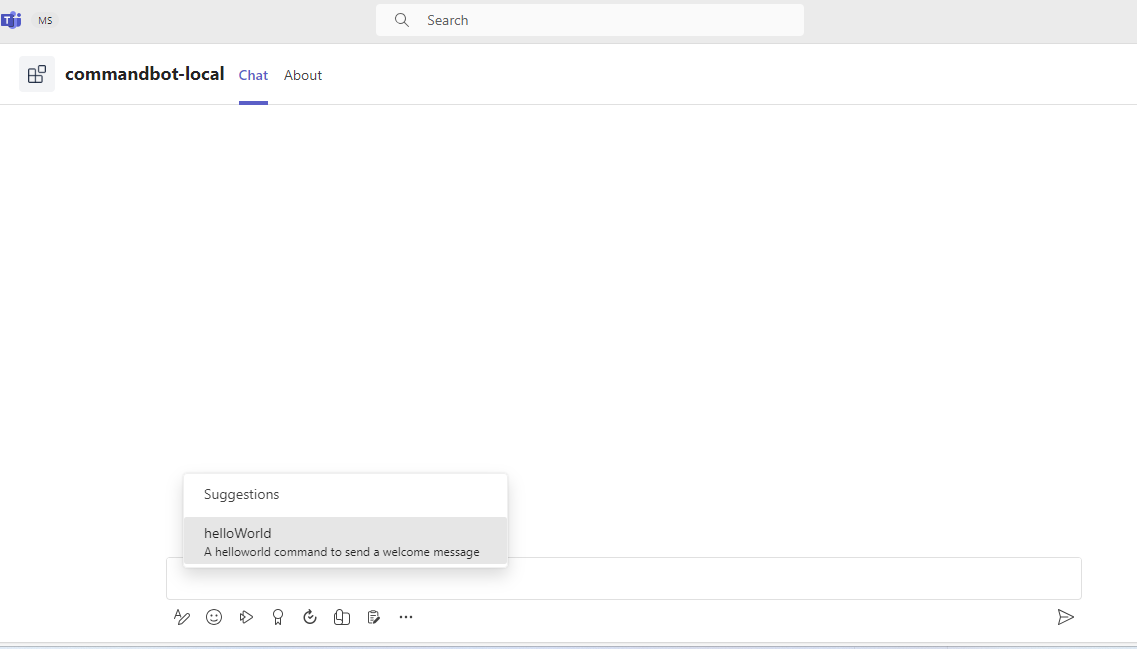 MS
Search
commandbot-local Chat About
Suggestions
helloWorld
A helloworld command to send a welcome message